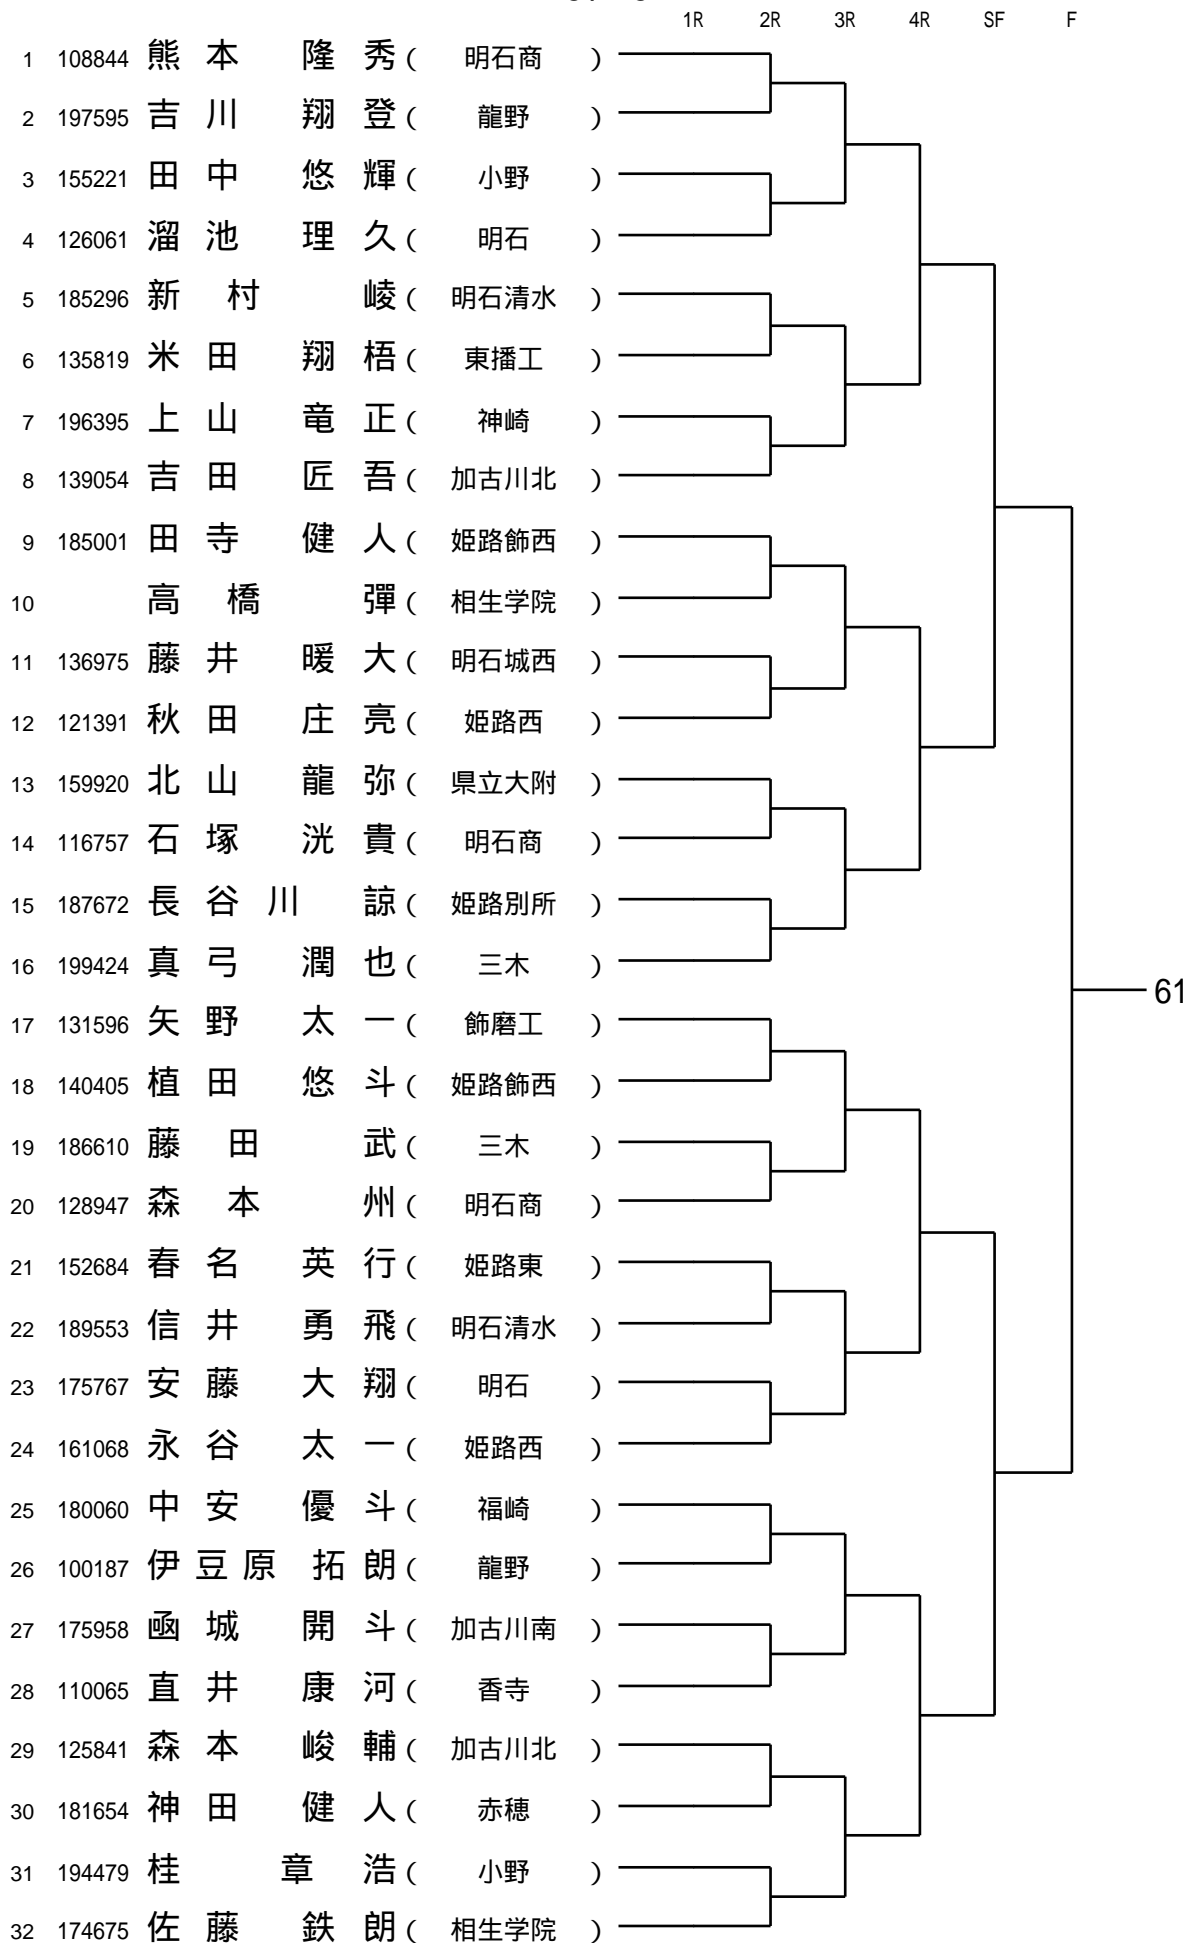 1R 2R 3R 4R SF F
1 108844 熊本 隆秀 ( 明石商 )
2 197595 吉川 翔登 ( 龍野 )
3 155221 田中 悠輝 ( 小野 )
4 126061 溜池 理久 ( 明石 )
5 185296 新村 崚 ( 明石清水 )
6 135819 米田 翔梧 ( 東播工 )
7 196395 上山 竜正 ( 神崎 )
8 139054 吉田 匠吾 ( 加古川北 )
9 185001 田寺 健人 ( 姫路飾西 )
10 高橋 彈 ( 相生学院 )
11 136975 藤井 暖大 ( 明石城西 )
12 121391 秋田 庄亮 ( 姫路西 )
13 159920 北山 龍弥 ( 県立大附 )
14 116757 石塚 洸貴 ( 明石商 )
15 187672 長谷川 諒 ( 姫路別所 )
16 199424 真弓 潤也 ( 三木 )
61
17 131596 矢野 太一 ( 飾磨工 )
18 140405 植田 悠斗 ( 姫路飾西 )
19 186610 藤田 武 ( 三木 )
20 128947 森本 州 ( 明石商 )
21 152684 春名 英行 ( 姫路東 )
22 189553 信井 勇飛 ( 明石清水 )
23 175767 安藤 大翔 ( 明石 )
24 161068 永谷 太一 ( 姫路西 )
25 180060 中安 優斗 ( 福崎 )
26 100187 伊豆原 拓朗 ( 龍野 )
27 175958 凾城 開斗 ( 加古川南 )
28 110065 直井 康河 ( 香寺 )
29 125841 森本 峻輔 ( 加古川北 )
30 181654 神田 健人 ( 赤穂 )
31 194479 桂 章浩 ( 小野 )
32 174675 佐藤 鉄朗 ( 相生学院 )